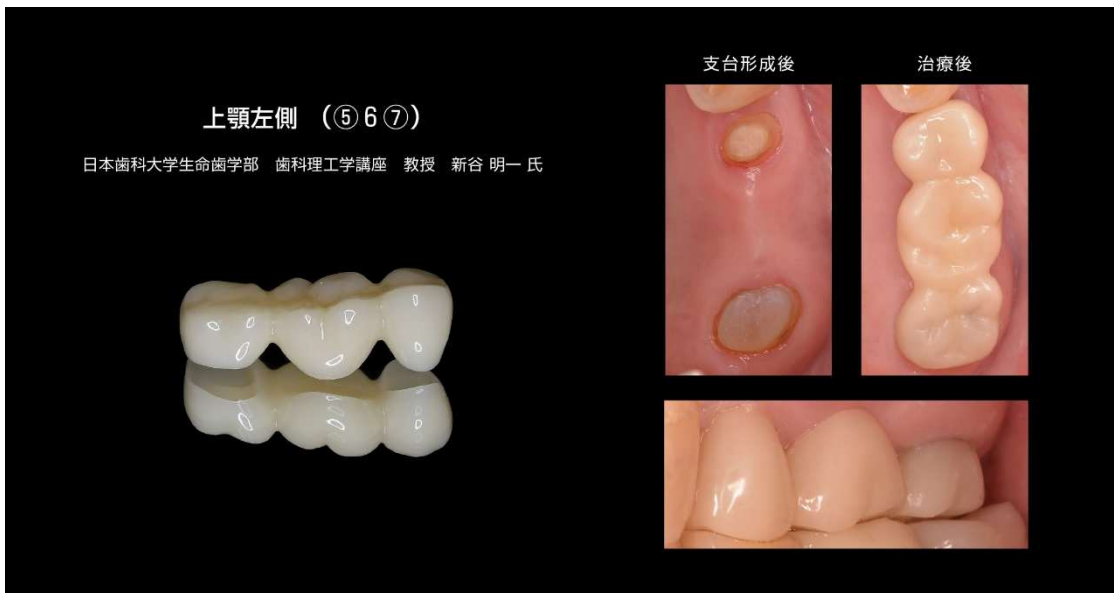 上顎左側 (⑤6⑦)
日本歯科大学生命歯学部 歯科理工学講座 教授 新谷 明一 氏
支台形成後
治療後